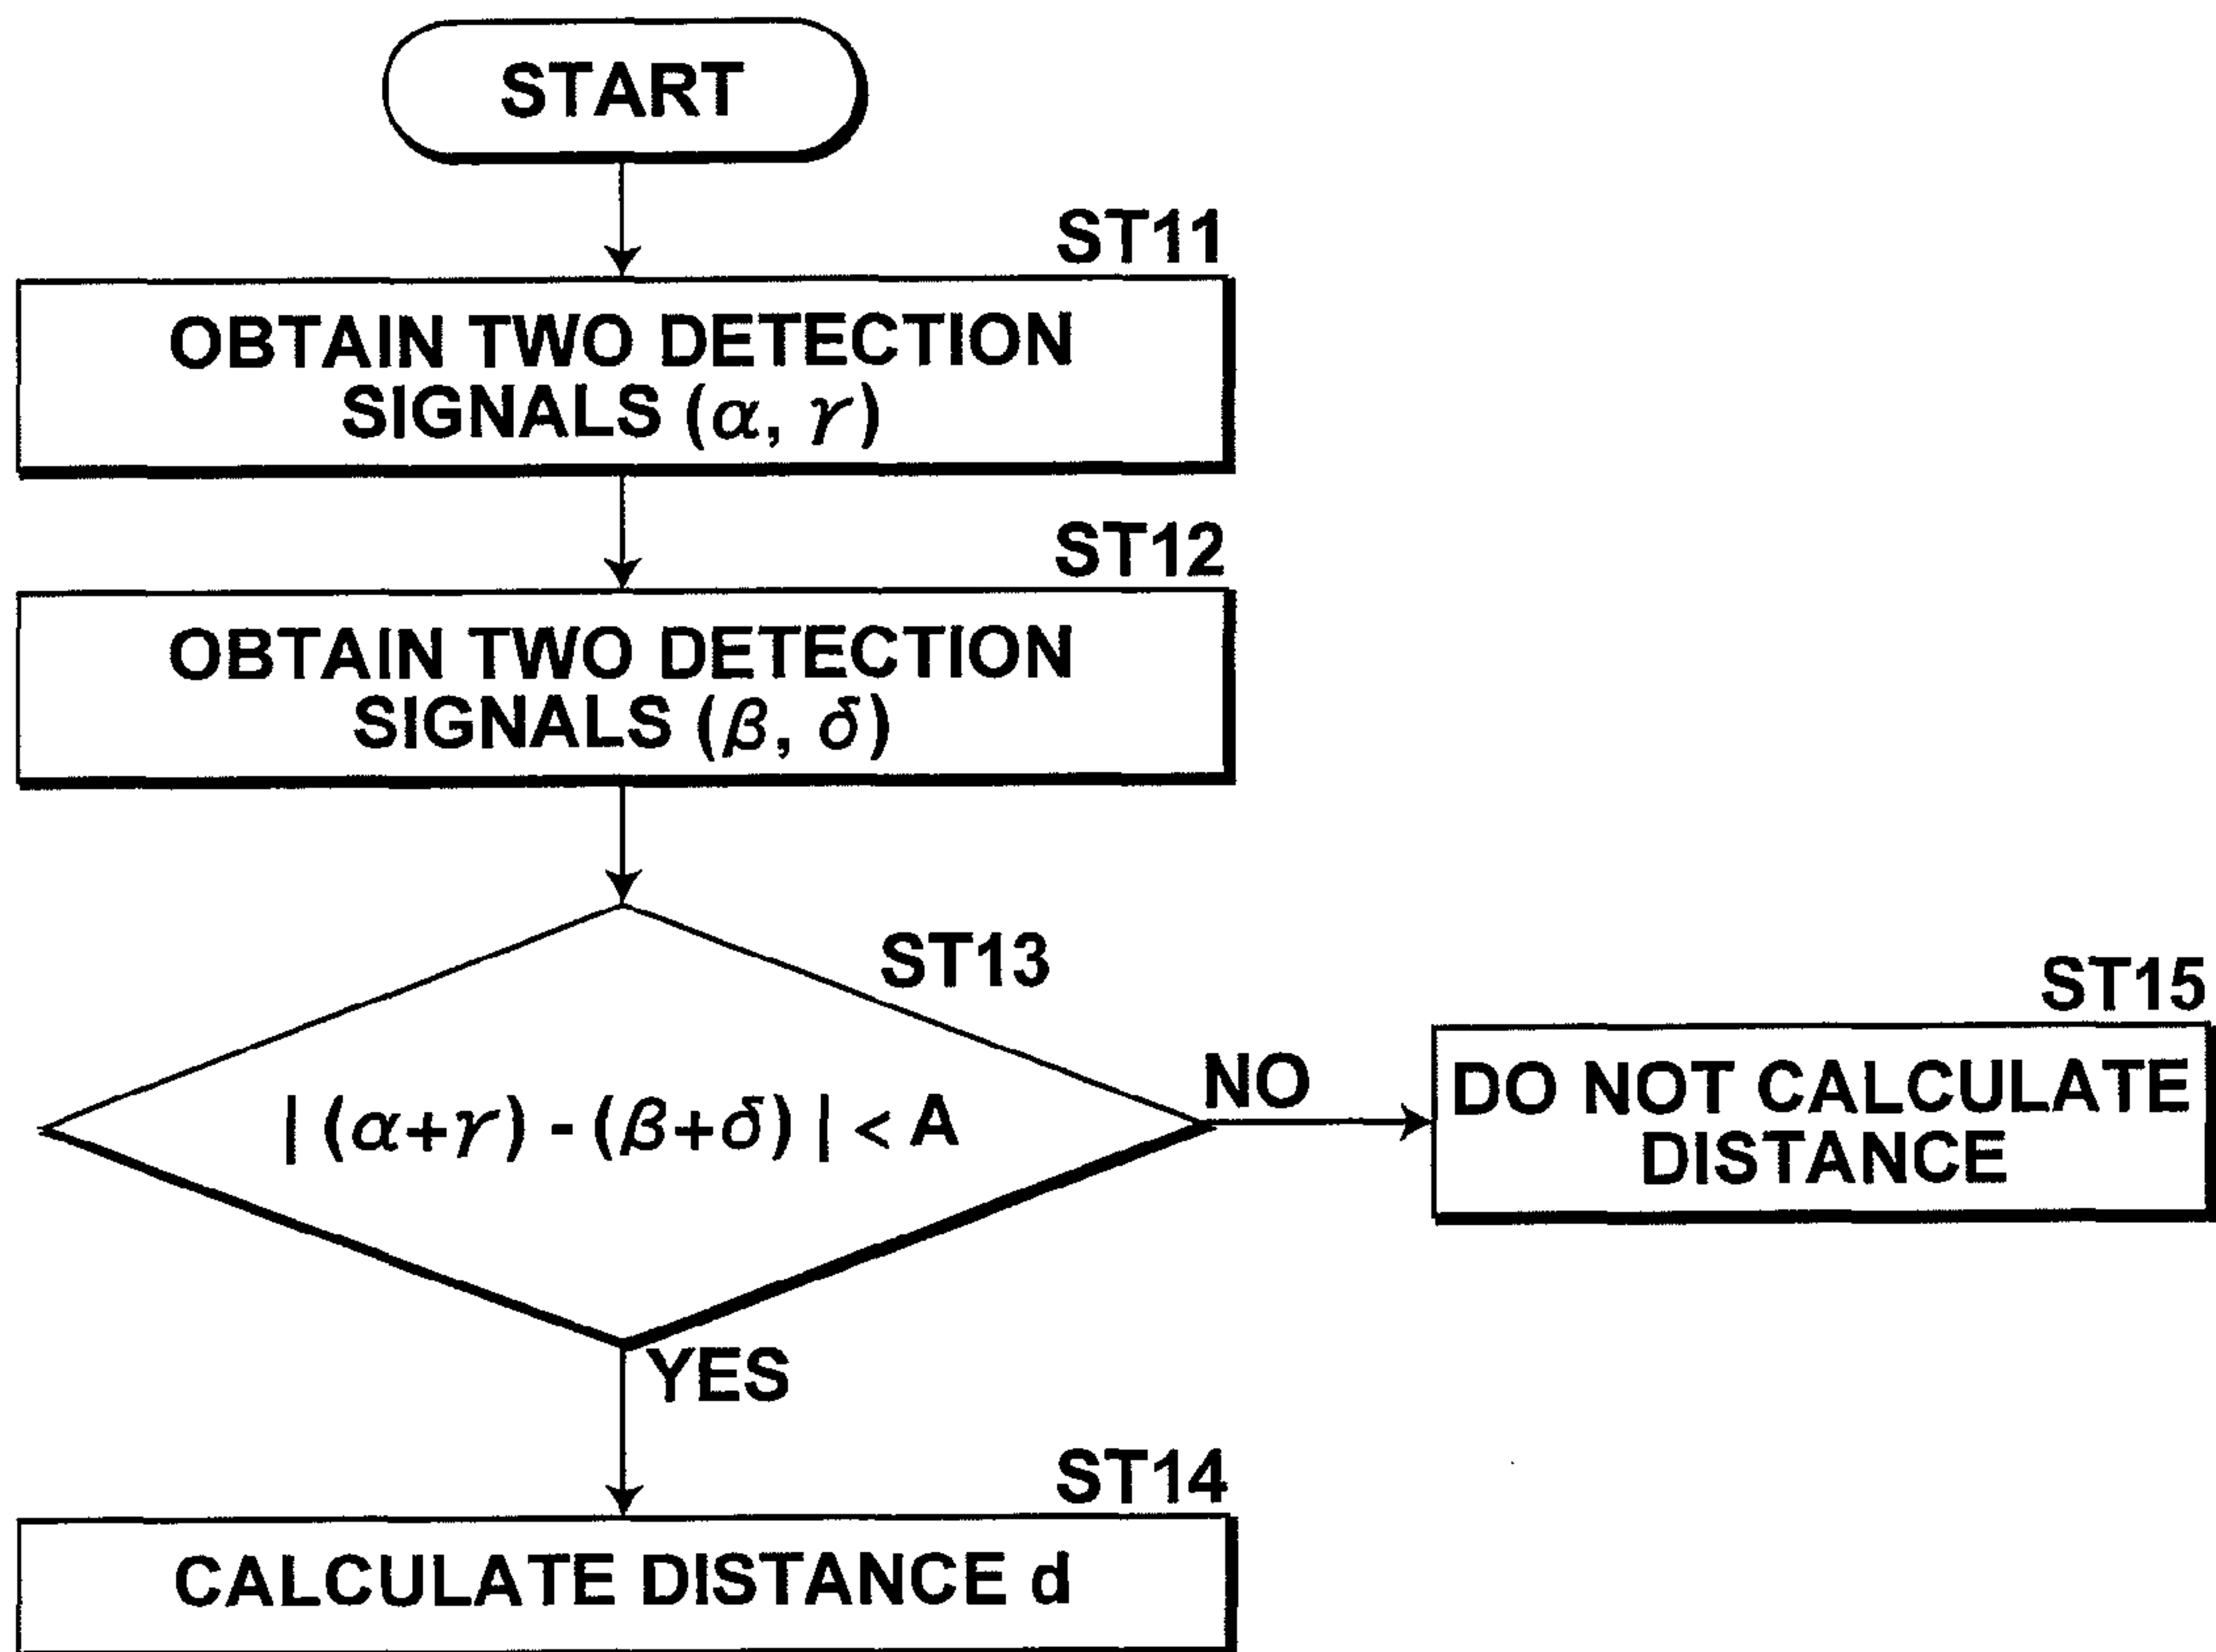 START
ST11
OBTAIN TWO DETECTION
SIGNALS (α, γ)
ST12
OBTAIN TWO DETECTION
SIGNALS (β, δ)
ST13
| (α+γ) - (β+δ) | < A
NO
ST15
DO NOT CALCULATE
DISTANCE
YES
ST14
CALCULATE DISTANCE d